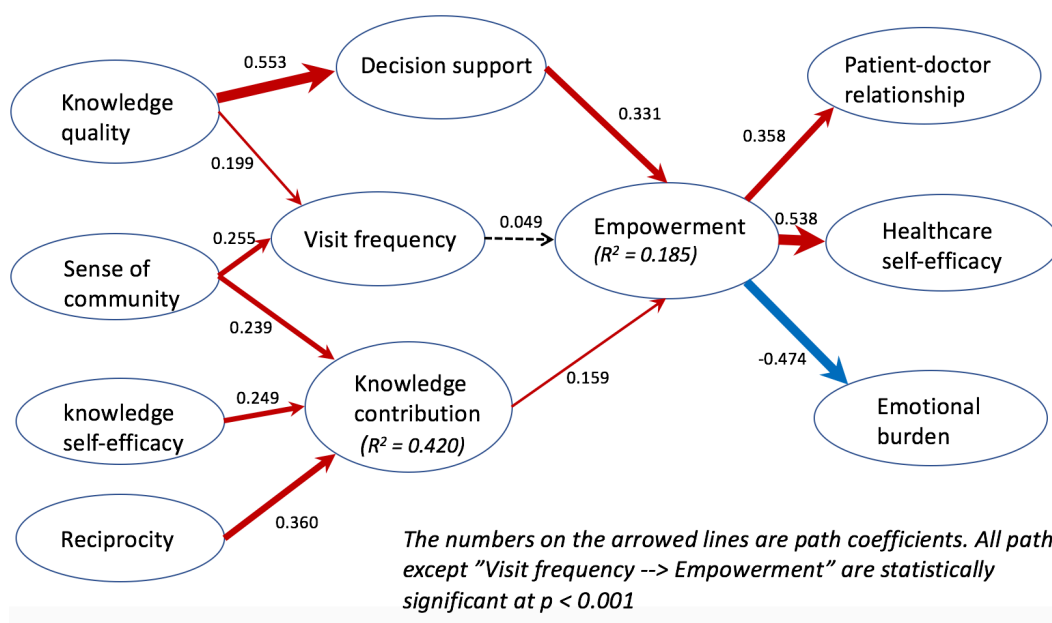 0.553
Decision support
Patient-doctor
relationship
Knowledge
quality
0.331
0.358
0.199
0.255
Visit frequency
0.049
Empowerment
(R² = 0.185)
0.538
Healthcare
self-efficacy
Sense of
community
0.239
-0.474
Knowledge
contribution
(R² = 0.420)
0.159
knowledge
self-efficacy
0.249
Emotional
burden
Reciprocity
0.360
The numbers on the arrowed lines are path coefficients. All path
except ”Visit frequency --> Empowerment” are statistically
significant at p < 0.001